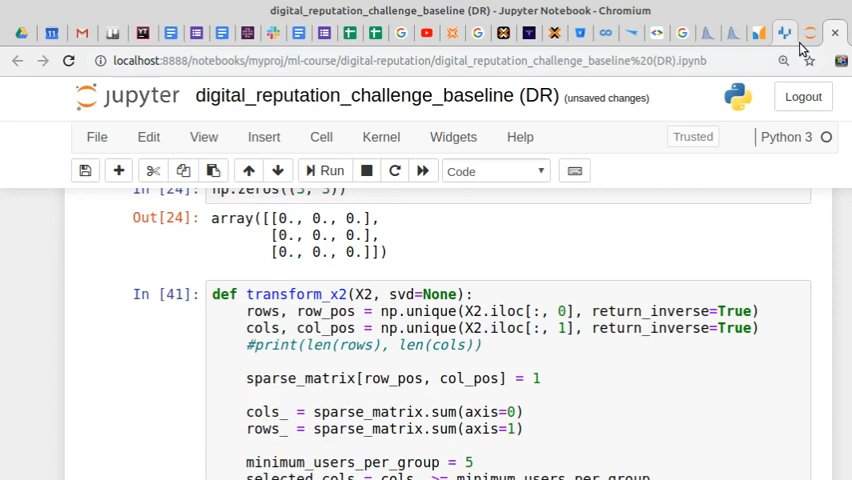 digital_reputation_challenge_baseline (DR) - Jupyter Notebook - Chromium
localhost:8888/notebooks/myproj/ml-course/digital-reputation/digital_reputation_challenge_baseline%20(DR).ipynb
jupyter digital_reputation_challenge_baseline (DR) (unsaved changes) Logout
File Edit View Insert Cell Kernel Widgets Help Trusted Python 3
Run Code
In [24]: np.zeros((3, 3))
Out[24]: array([[0., 0., 0.],
[0., 0., 0.],
[0., 0., 0.]])
In [41]: def transform_x2(X2, svd=None):
rows, row_pos = np.unique(X2.iloc[:, 0], return_inverse=True)
cols, col_pos = np.unique(X2.iloc[:, 1], return_inverse=True)
#print(len(rows), len(cols))
sparse_matrix[row_pos, col_pos] = 1
cols_ = sparse_matrix.sum(axis=0)
rows_ = sparse_matrix.sum(axis=1)
minimum_users_per_group = 5
selected_cols = cols_ >= minimum_users_per_group